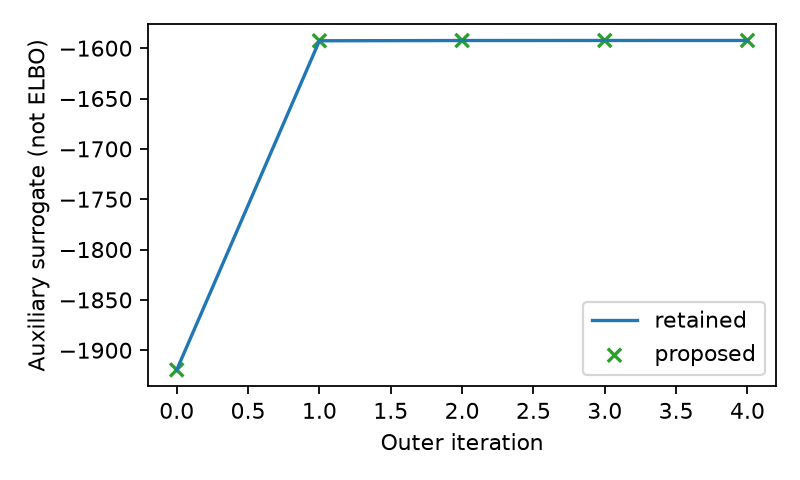 Auxiliary surrogate (not ELBO)
−1600
−1650
−1700
−1750
−1800
−1850
−1900
retained
proposed
0.0 0.5 1.0 1.5 2.0 2.5 3.0 3.5 4.0
Outer iteration